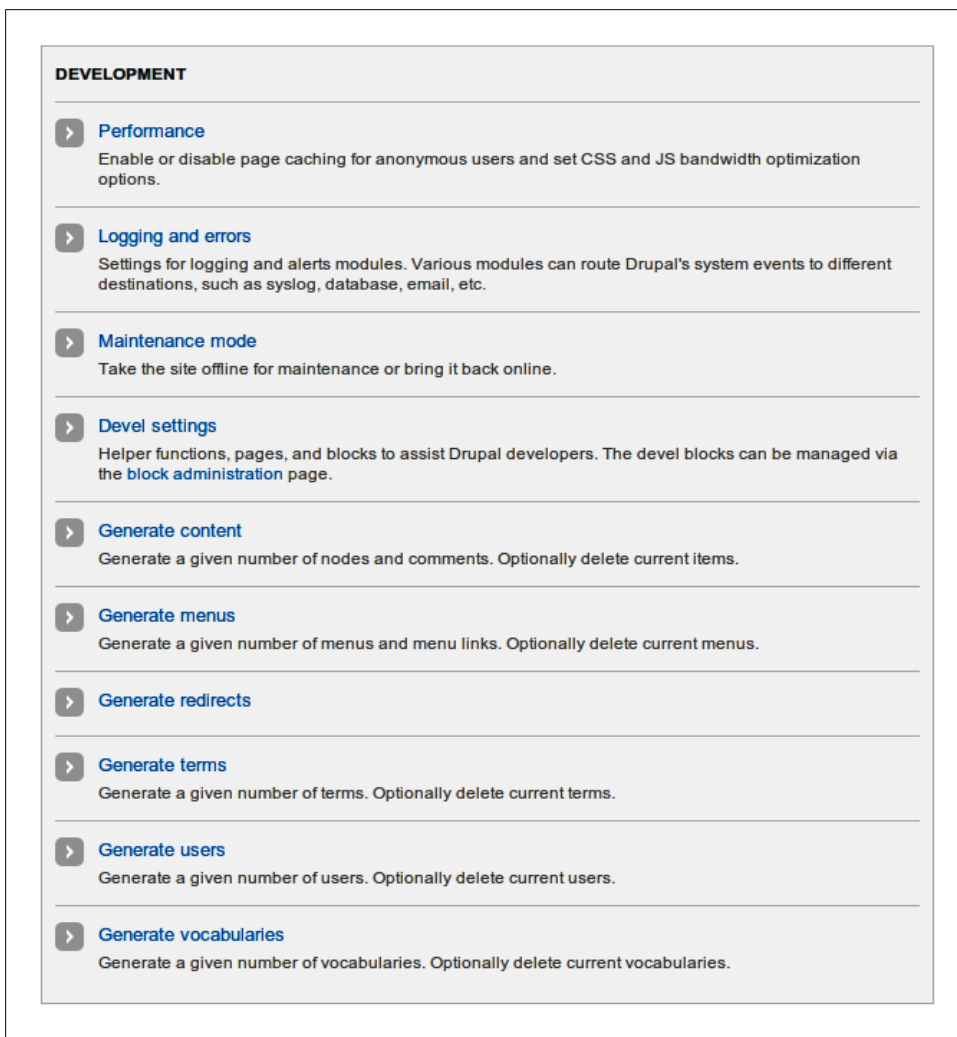 DEVELOPMENT
Performance
Enable or disable page caching for anonymous users and set CSS and JS bandwidth optimization
options.
Logging and errors
Settings for logging and alerts modules. Various modules can route Drupal's system events to different
destinations, such as syslog, database, email, etc.
Maintenance mode
Take the site offline for maintenance or bring it back online.
Devel settings
Helper functions, pages, and blocks to assist Drupal developers. The devel blocks can be managed via
the block administration page.
Generate content
Generate a given number of nodes and comments. Optionally delete current items.
Generate menus
Generate a given number of menus and menu links. Optionally delete current menus.
Generate redirects
Generate terms
Generate a given number of terms. Optionally delete current terms.
Generate users
Generate a given number of users. Optionally delete current users.
Generate vocabularies
Generate a given number of vocabularies. Optionally delete current vocabularies.